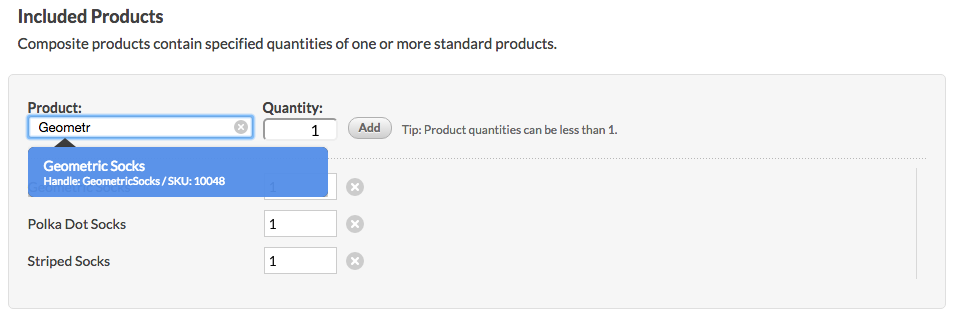 Included Products
Composite products contain specified quantities of one or more standard products.
Product: Quantity:
Geometr 1 Add Tip: Product quantities can be less than 1.
Geometric Socks
Handle: GeometricSocks / SKU: 10048
Geometric Socks 1
Polka Dot Socks 1
Striped Socks 1